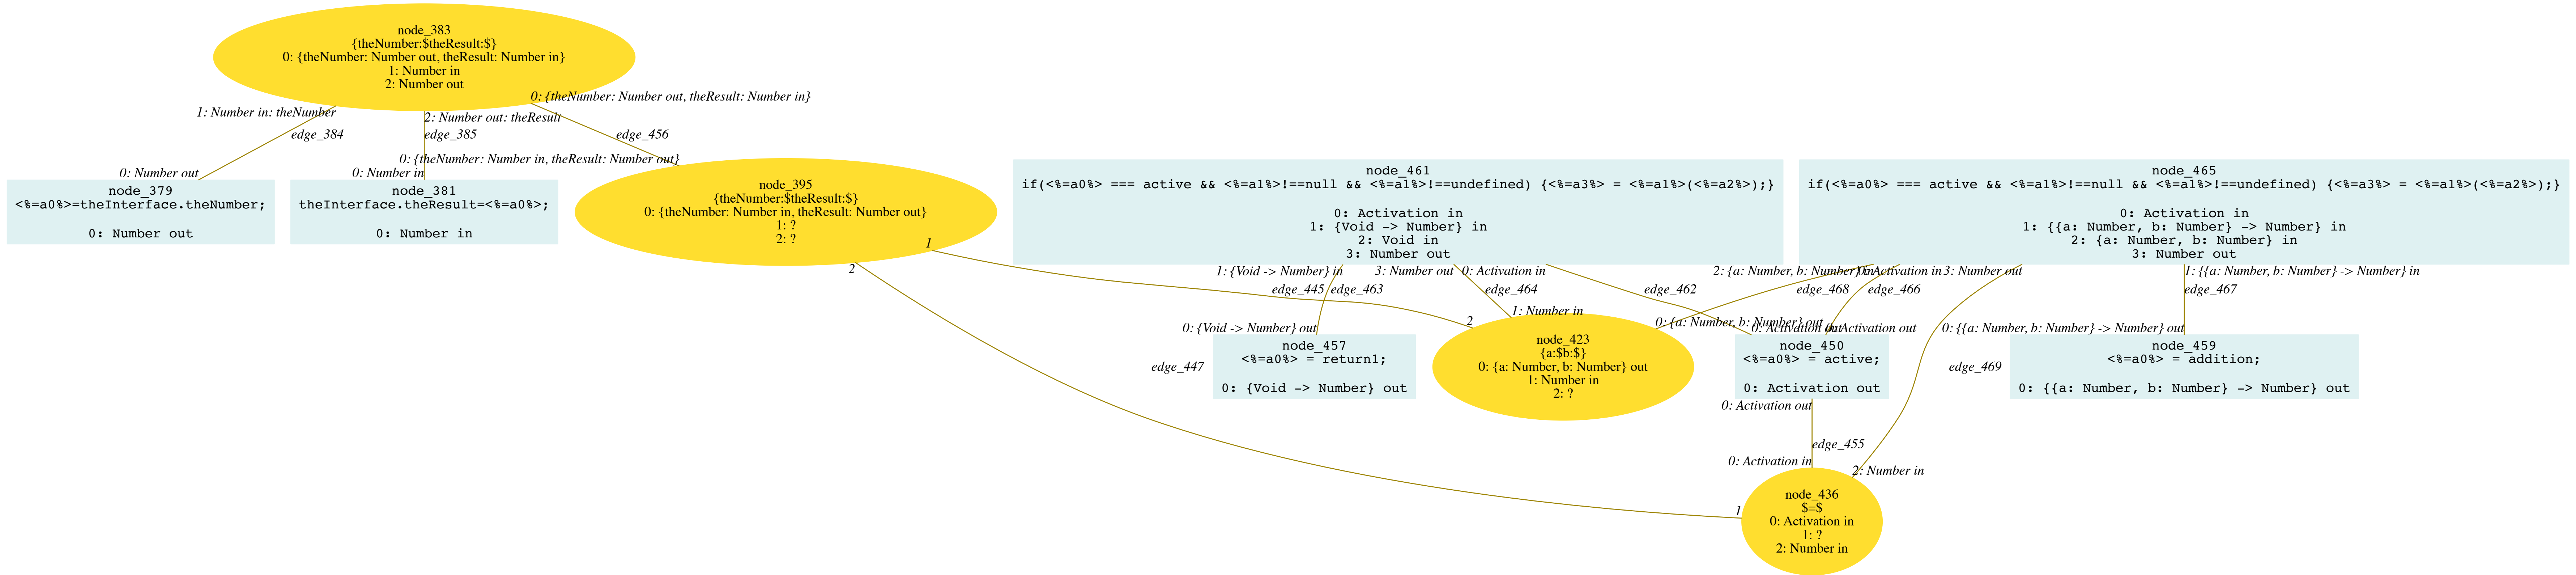 node_383
{theNumber:$theResult:$}
0: {theNumber: Number out, theResult: Number in}
1: Number in
2: Number out
0: {theNumber: Number out, theResult: Number in}
1: Number in: theNumber
2: Number out: theResult
edge_384
edge_385
edge_456
0: {theNumber: Number in, theResult: Number out}
0: Number out
0: Number in
node_379
<%=a0%>=theInterface.theNumber;
0: Number out
node_381
theInterface.theResult=<%=a0%>;
0: Number in
node_395
{theNumber:$theResult:$}
0: {theNumber: Number in, theResult: Number out}
1: ?
2: ?
node_461
if(<%=a0%> === active && <%=a1%>!==null && <%=a1%>!==undefined) {<%=a3%> = <%=a1%>(<%=a2%>);}
0: Activation in
1: {Void -> Number} in
2: Void in
3: Number out
node_465
if(<%=a0%> === active && <%=a1%>!==null && <%=a1%>!==undefined) {<%=a3%> = <%=a1%>(<%=a2%>);}
0: Activation in
1: {{a: Number, b: Number} -> Number} in
2: {a: Number, b: Number} in
3: Number out
1
2
1: {Void -> Number} in
3: Number out
0: Activation in
2: {a: Number, b: Number} in
0: Activation in
3: Number out
1: {{a: Number, b: Number} -> Number} in
edge_445
edge_463
edge_464
edge_462
edge_468
edge_466
edge_467
1: Number in
2
0: {Void -> Number} out
0: {a: Number, b: Number} out
0: Activation out
0: Activation out
0: {{a: Number, b: Number} -> Number} out
node_457
<%=a0%> = return1;
0: {Void -> Number} out
node_423
{a:$b:$}
0: {a: Number, b: Number} out
1: Number in
2: ?
node_450
<%=a0%> = active;
0: Activation out
node_459
<%=a0%> = addition;
0: {{a: Number, b: Number} -> Number} out
edge_447
edge_469
0: Activation out
edge_455
0: Activation in
2: Number in
1
node_436
$=$
0: Activation in
1: ?
2: Number in